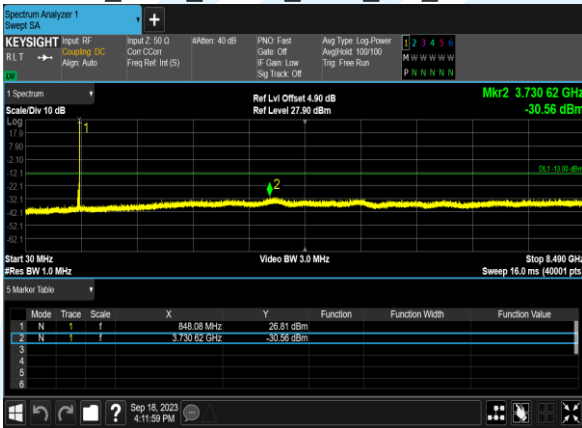 Spectrum Analyzer 1
Swept SA
+
KEYSIGHT Input: RF Input Z: 50 Ω #Atten: 40 dB PNO: Fast Avg Type: Log-Power 1 2 3 4 5 6
RLT Coupling: DC Corr CCorr Gate: Off Avg|Hold: 100/100 M W W W W W
Align: Auto Freq Ref: Int (S) IF Gain: Low Trig: Free Run
Sig Track: Off P N N N N N
1 Spectrum Ref Lvl Offset 4.90 dB Mkr2 3.730 62 GHz
Scale/Div 10 dB Ref Level 27.90 dBm -30.56 dBm
Log
1
17.9
7.90
-2.10
-12.1 DL1 -13.00 dBm
-22.1
2
-32.1
-42.1
-52.1
-62.1
Start 30 MHz Video BW 3.0 MHz Stop 8.490 GHz
#Res BW 1.0 MHz Sweep 16.0 ms (40001 pts
5 Marker Table
Mode Trace Scale X Y Function Function Width Function Value
1 N 1 f 848.08 MHz 26.81 dBm
2 N 1 f 3.730 62 GHz -30.56 dBm
3
4
5
6
? Sep 18, 2023
4:11:59 PM